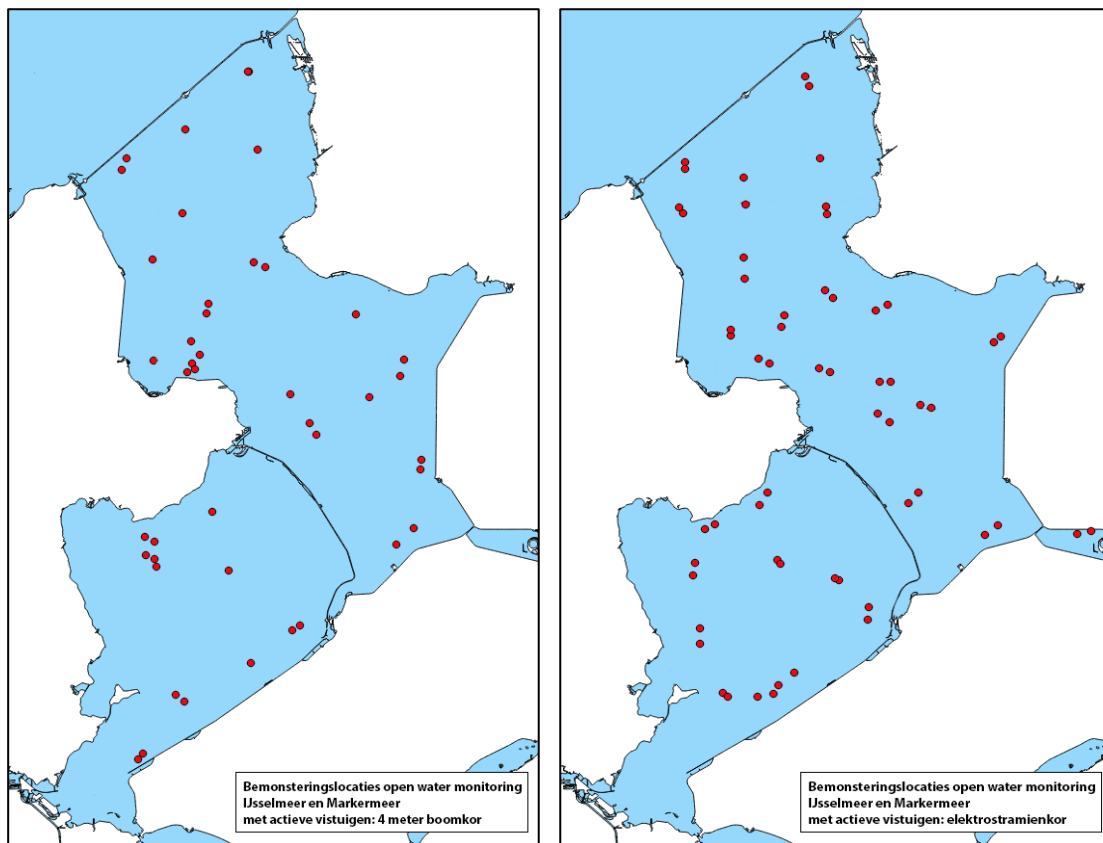 Bemonsteringslocaties open water monitoring
IJsselmeer en Markermeer
met actieve vistuigen: 4 meter boomkor
Bemonsteringslocaties open water monitoring
IJsselmeer en Markermeer
met actieve vistuigen: elektrostramienkor